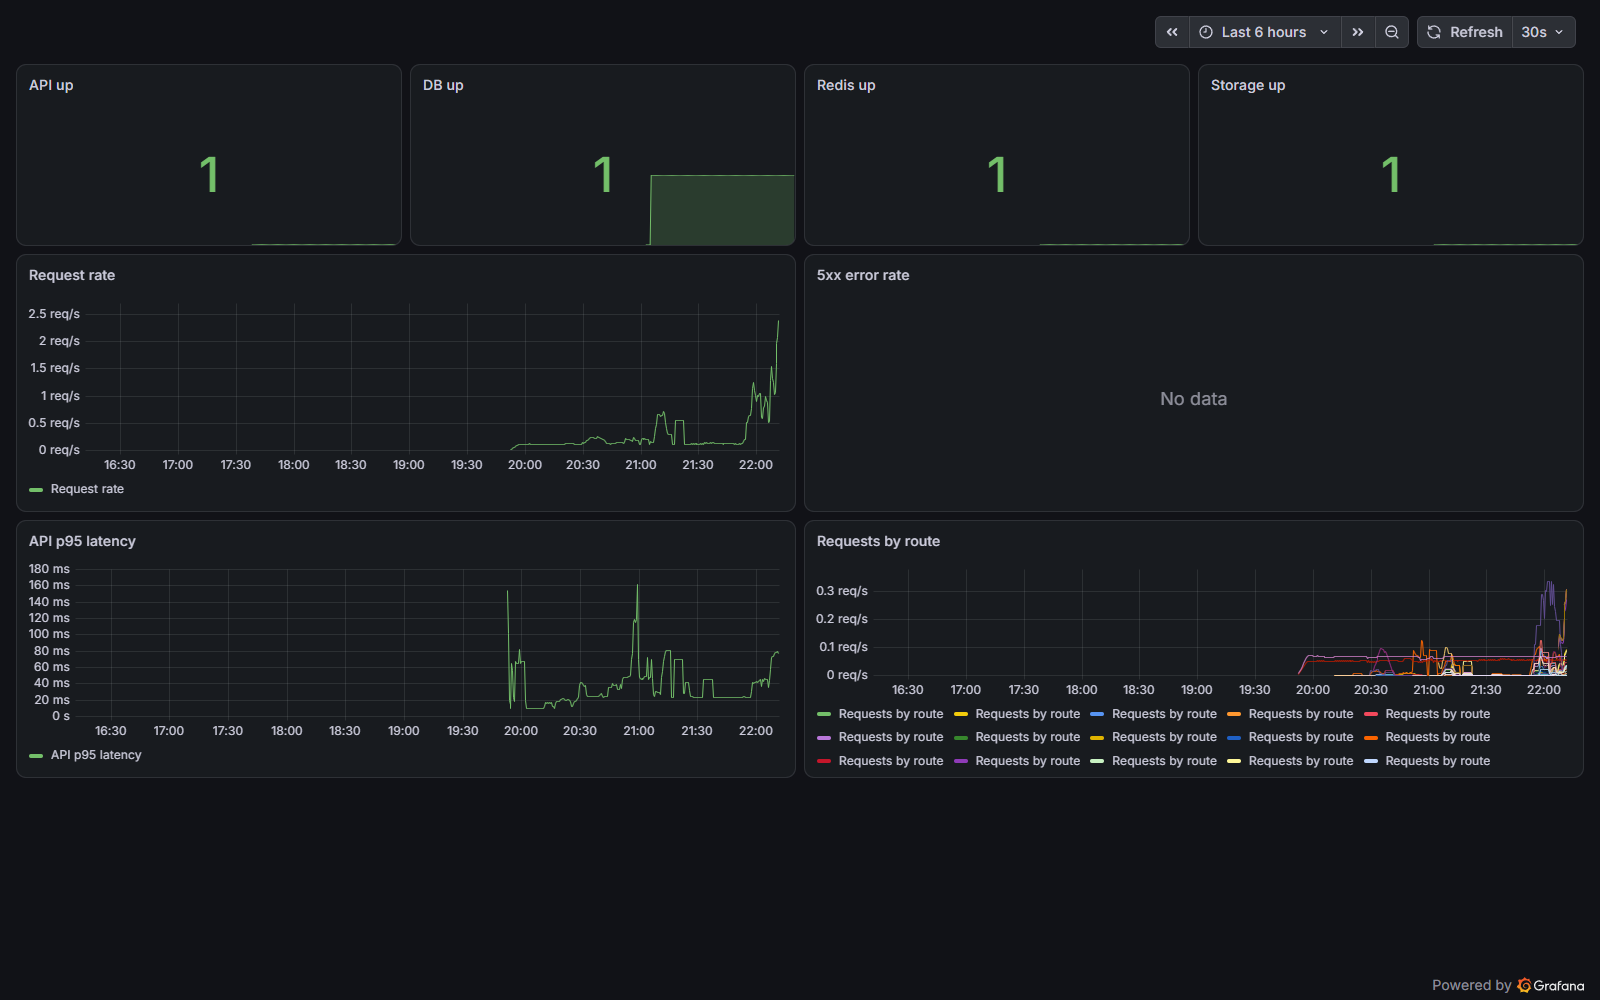 Last 6 hours Refresh 30s
API up DB up Redis up Storage up
1 1 1 1
Request rate
2.5 req/s
2 req/s
1.5 req/s
1 req/s
0.5 req/s
0 req/s
16:30 17:00 17:30 18:00 18:30 19:00 19:30 20:00 20:30 21:00 21:30 22:00
Request rate
5xx error rate
No data
API p95 latency
180 ms
160 ms
140 ms
120 ms
100 ms
80 ms
60 ms
40 ms
20 ms
0 s
16:30 17:00 17:30 18:00 18:30 19:00 19:30 20:00 20:30 21:00 21:30 22:00
API p95 latency
Requests by route
0.3 req/s
0.2 req/s
0.1 req/s
0 req/s
16:30 17:00 17:30 18:00 18:30 19:00 19:30 20:00 20:30 21:00 21:30 22:00
Requests by route Requests by route Requests by route Requests by route Requests by route
Requests by route Requests by route Requests by route Requests by route Requests by route
Requests by route Requests by route Requests by route Requests by route Requests by route
Powered by Grafana